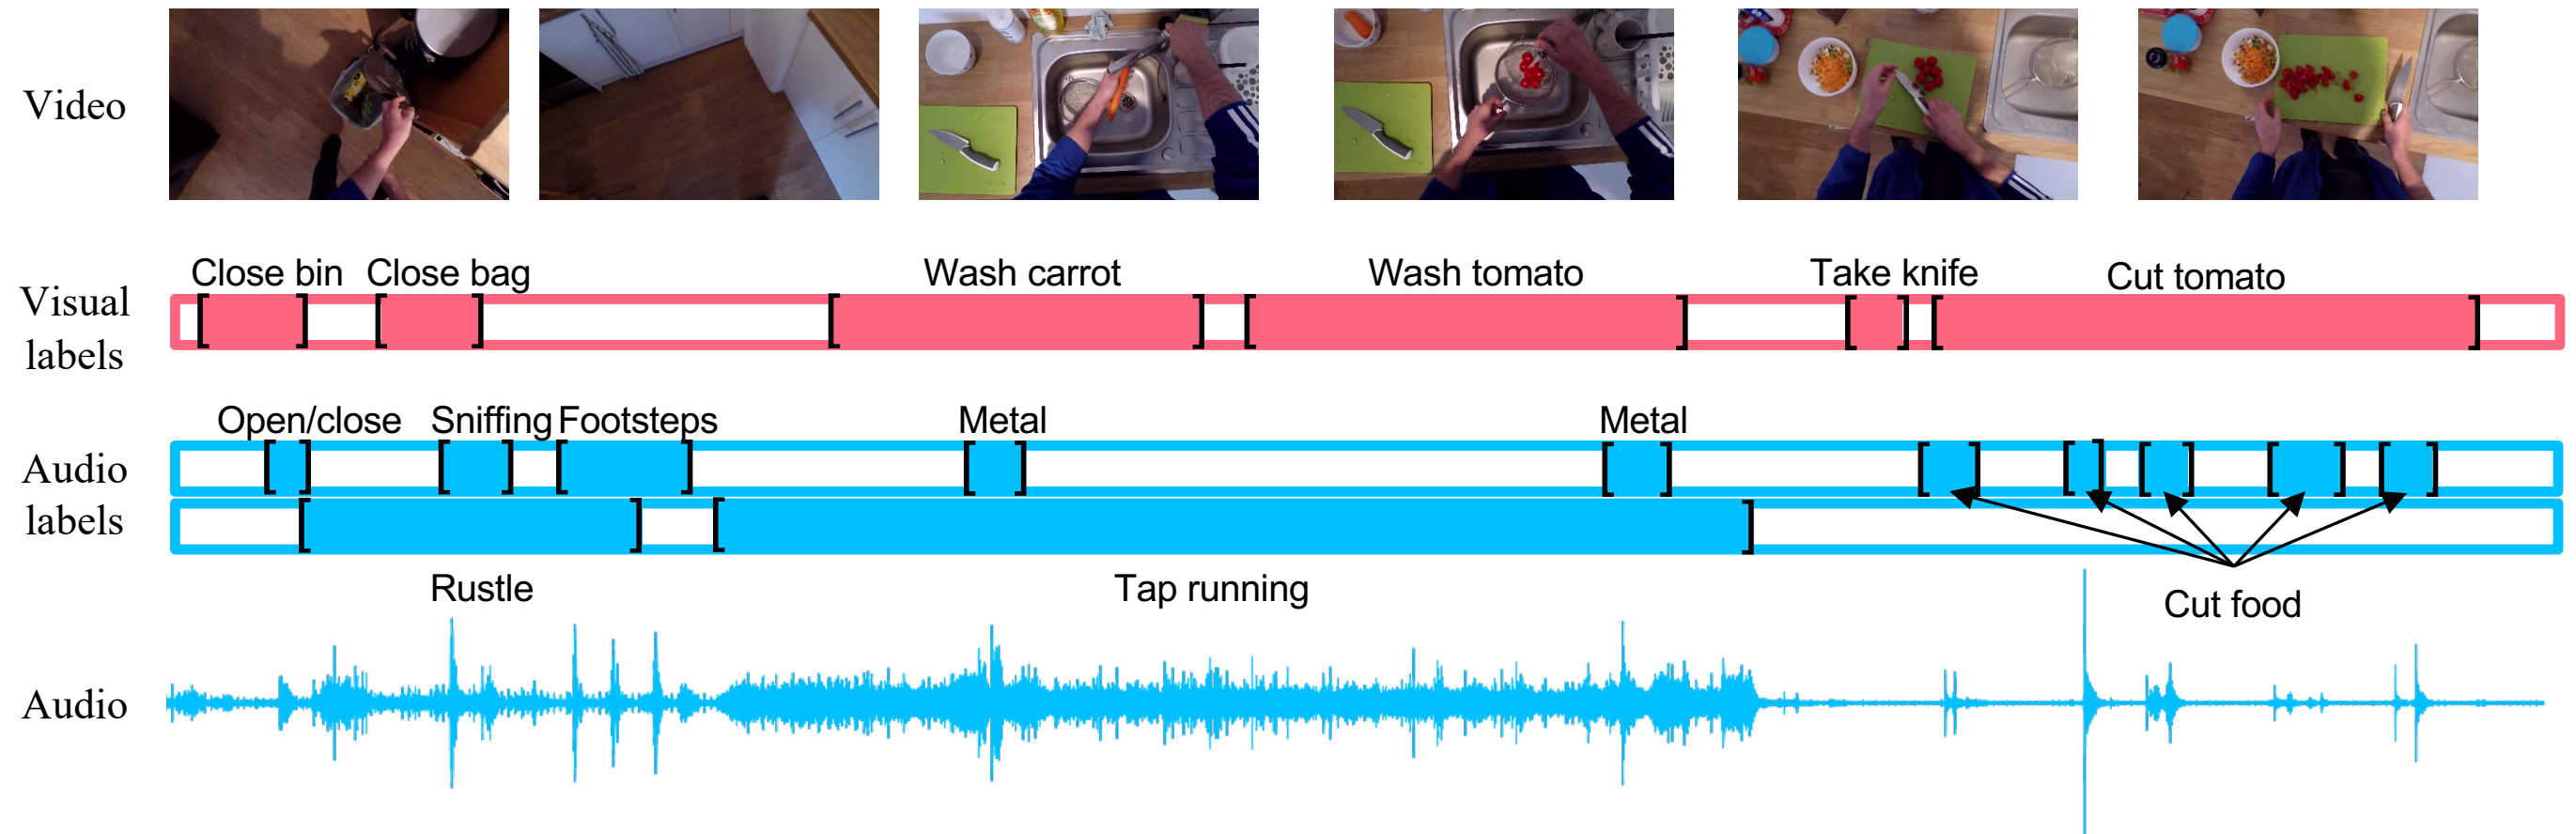 Video
Close bin Close bag Wash carrot Wash tomato Take knife Cut tomato
Visual
labels
Open/close Sniffing Footsteps Metal Metal
Audio
labels
Rustle Tap running Cut food
Audio